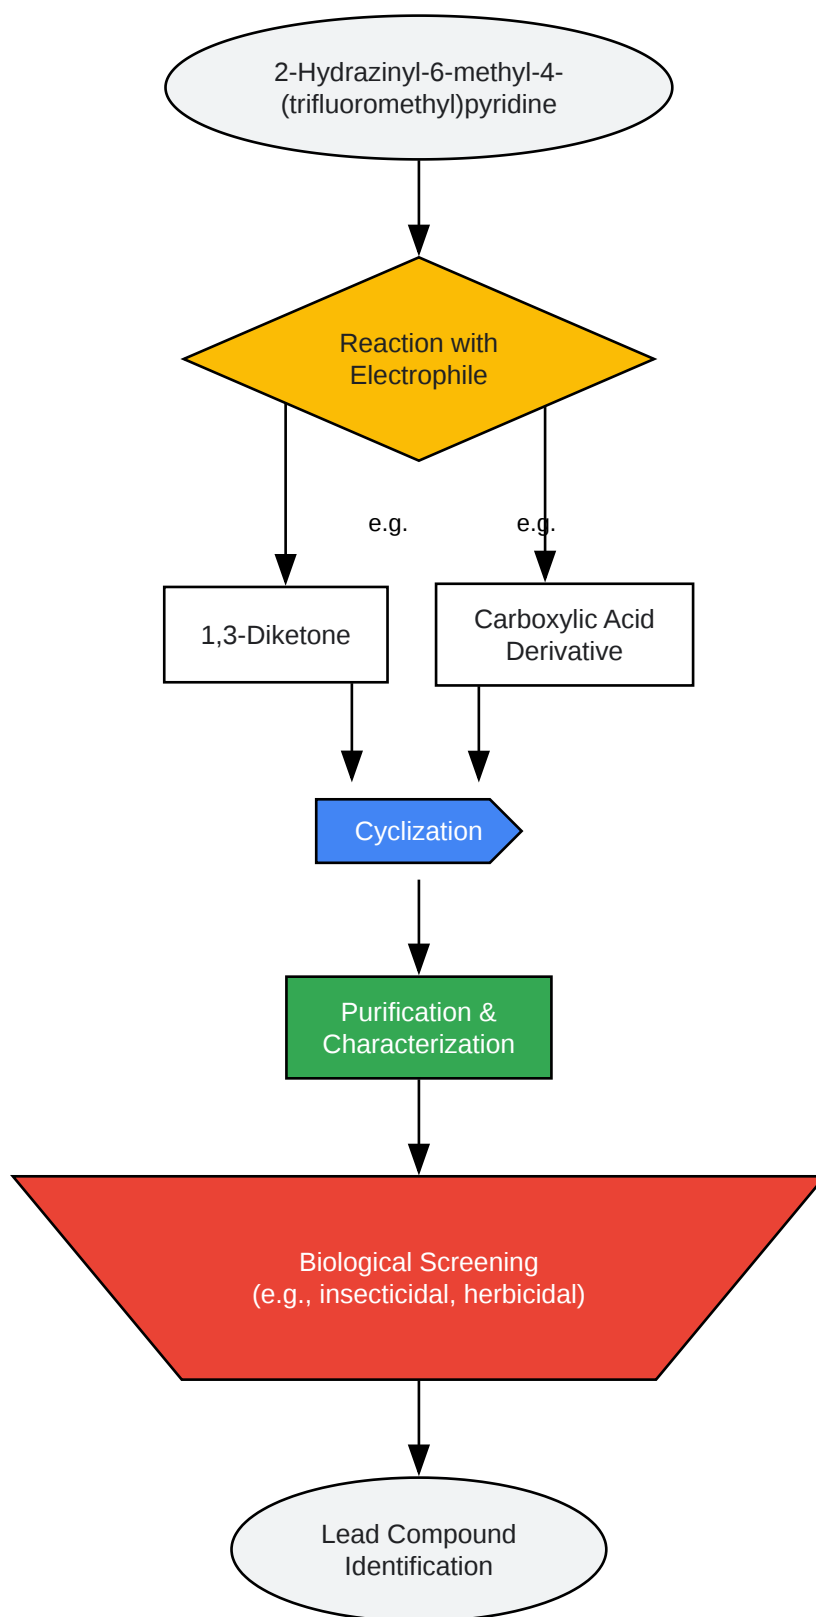 2-Hydrazinyl-6-methyl-4-
(trifluoromethyl)pyridine
Reaction with
Electrophile
e.g.
e.g.
1,3-Diketone
Carboxylic Acid
Derivative
Cyclization
Purification &
Characterization
Biological Screening
(e.g., insecticidal, herbicidal)
Lead Compound
Identification